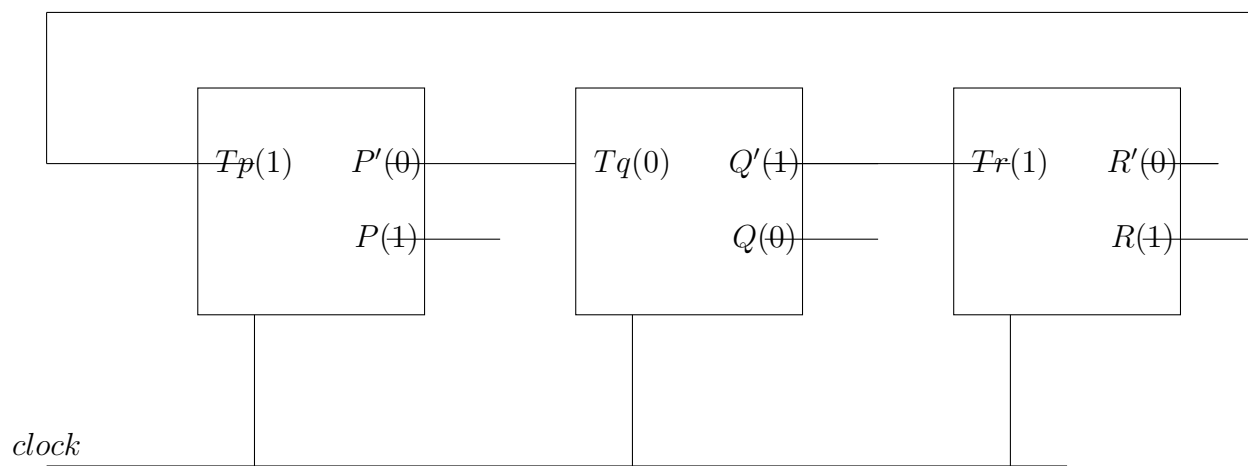 Tp(1) P′(0) Tq(0) Q′(1) Tr(1) R′(0)
P(1) Q(0) R(1)
clock